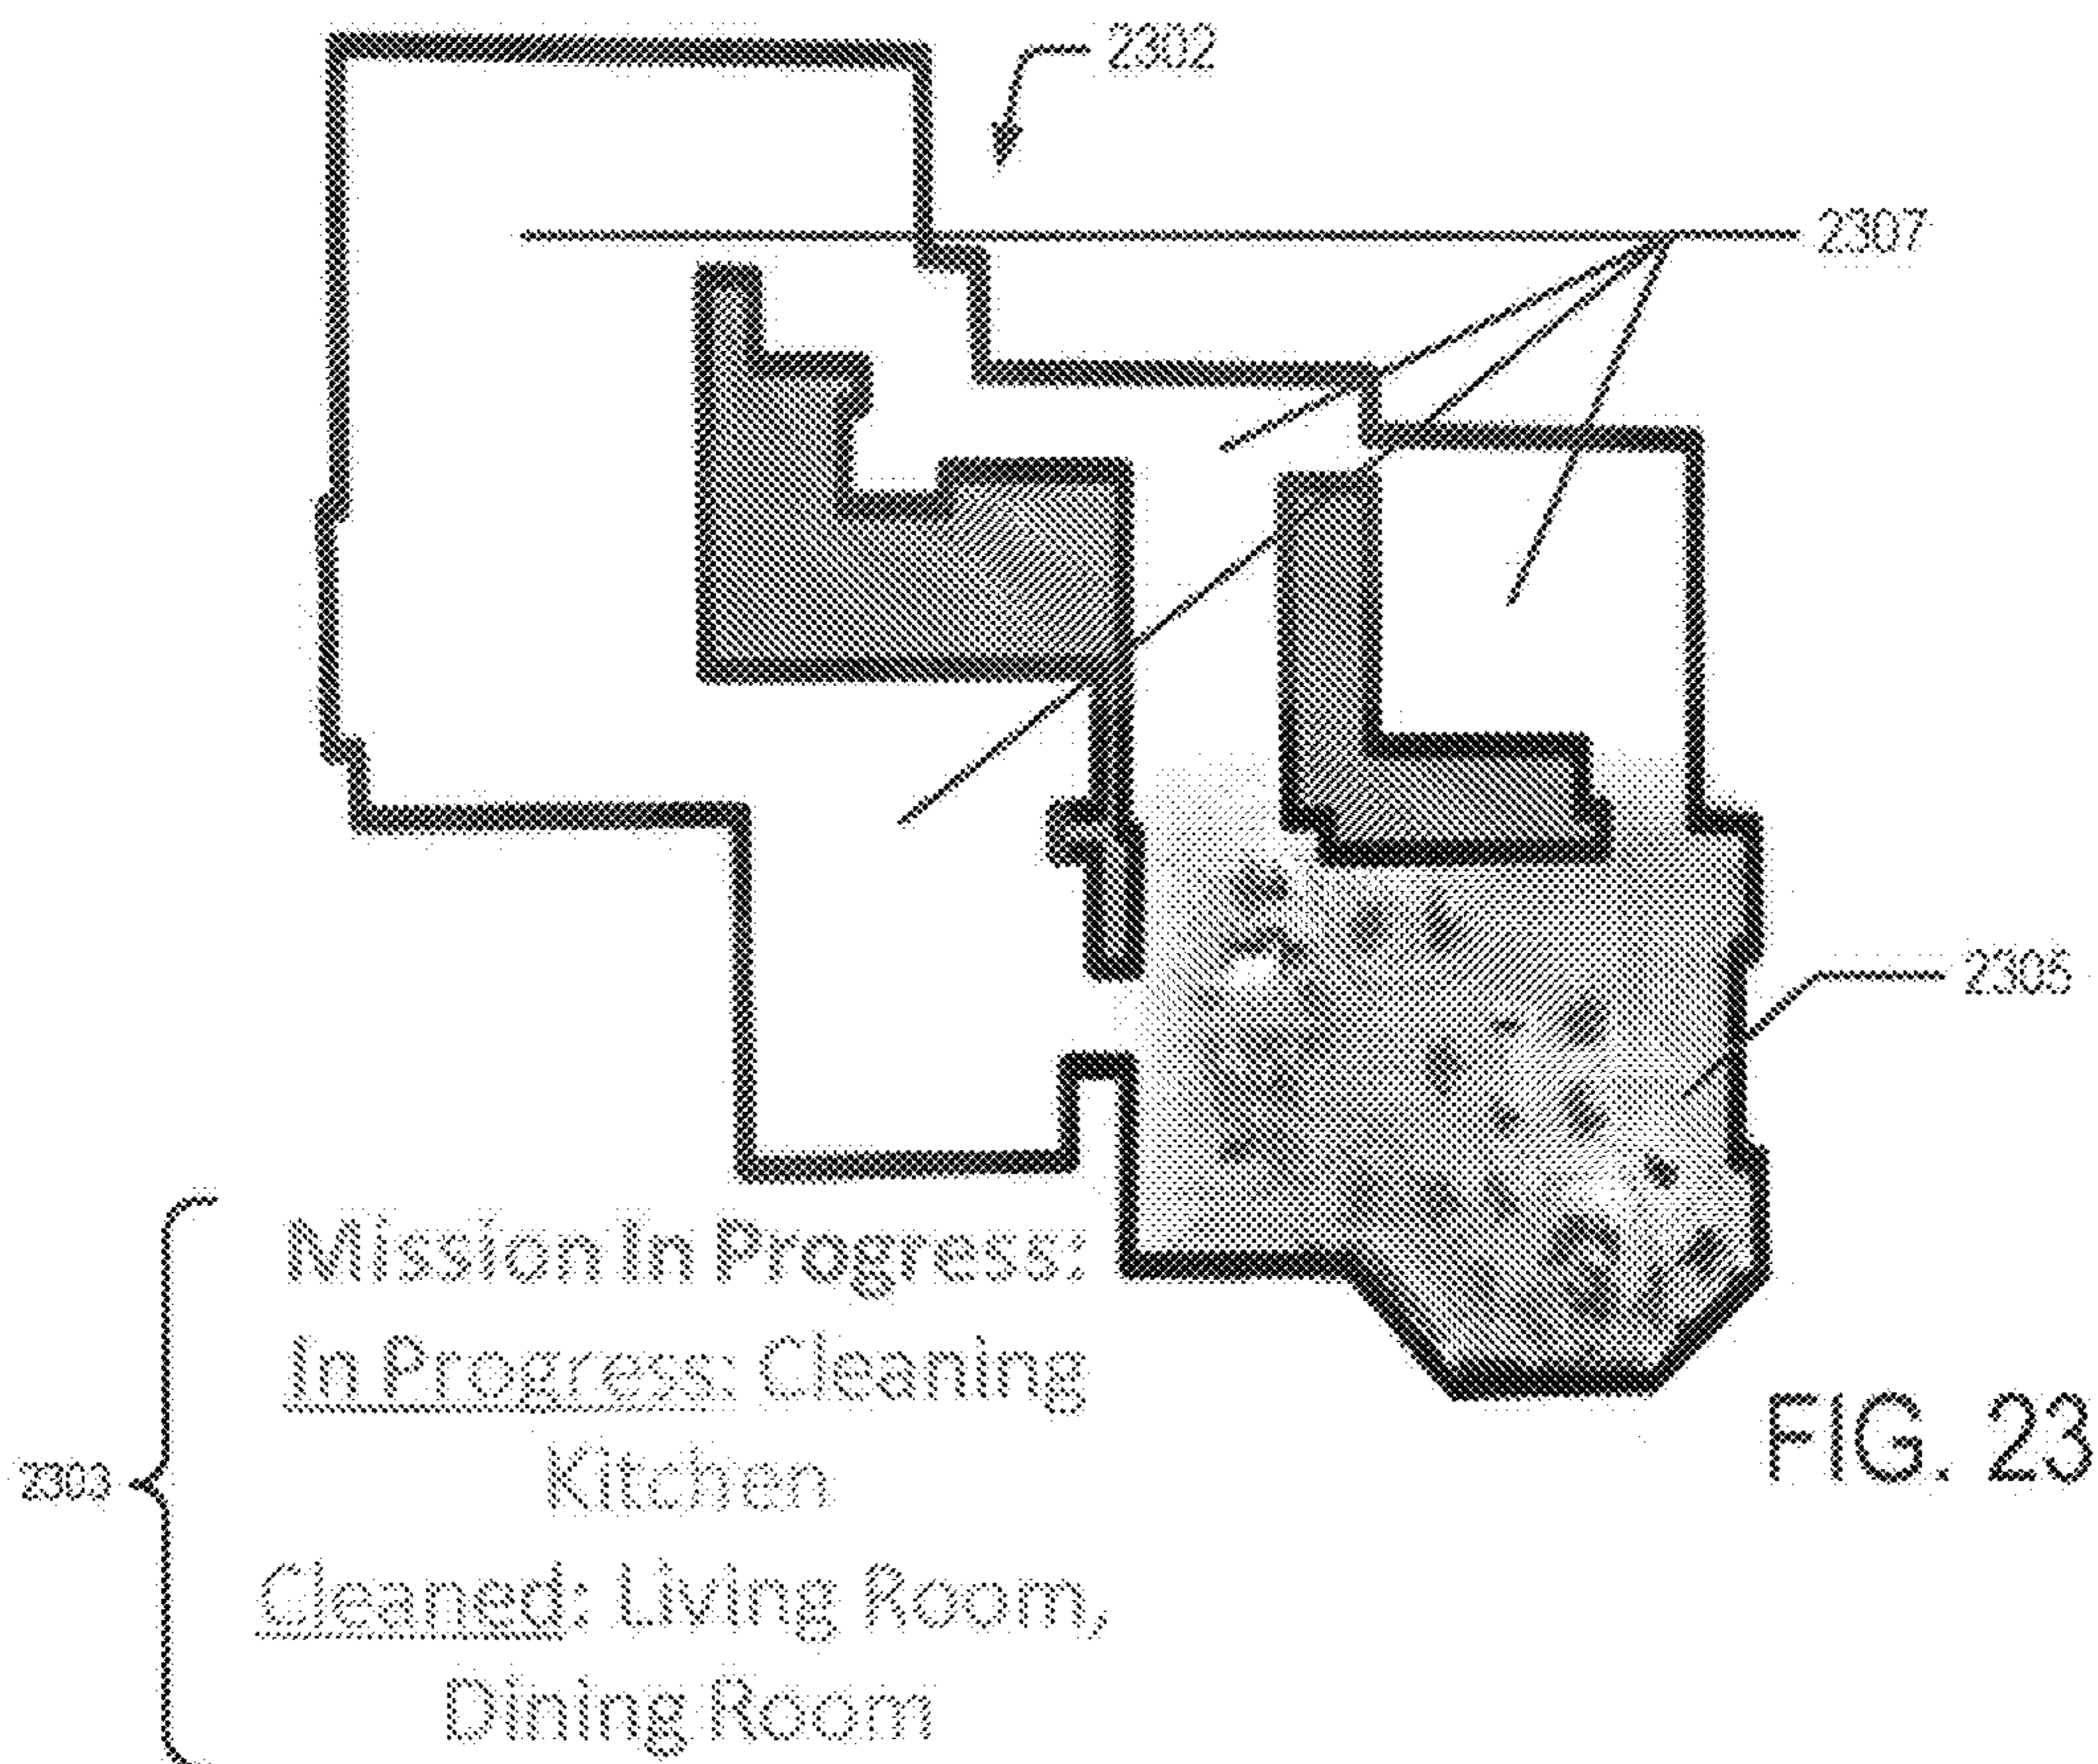 2302
2307
2305
Mission In Progress:
In Progress: Cleaning
Kitchen
Cleaned: Living Room,
Dining Room
2303
FIG. 23